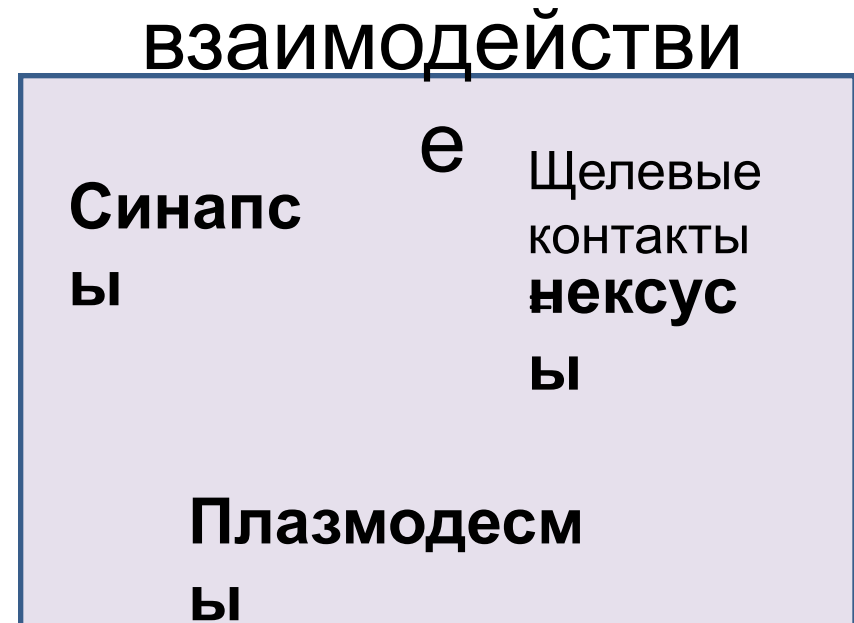 взаимодействи
е
Синапс
ы
Щелевые
контакты
=
нексус
ы
Плазмодесм
ы